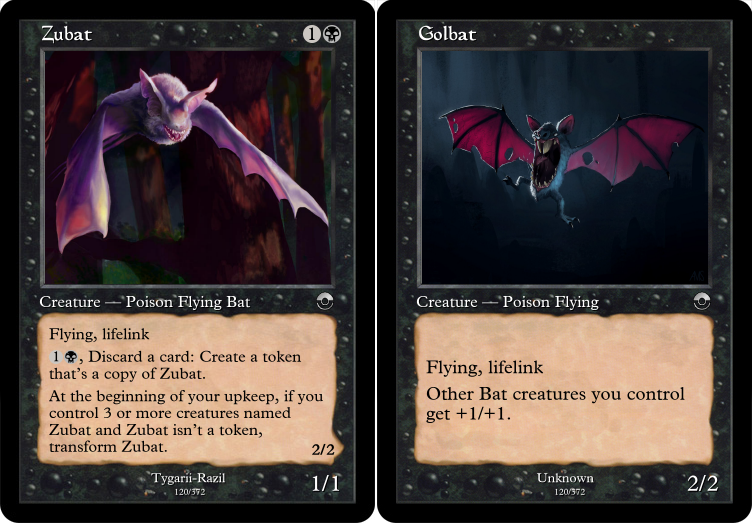 Zubat
1
Creature — Poison Flying Bat
Flying, lifelink
1, Discard a card: Create a token
that's a copy of Zubat.
At the beginning of your upkeep, if you
control 3 or more creatures named
Zubat and Zubat isn't a token,
transform Zubat.
2/2
Tygarii-Razil
120/372
1/1
Golbat
Creature — Poison Flying
Flying, lifelink
Other Bat creatures you control
get +1/+1.
Unknown
120/372
2/2